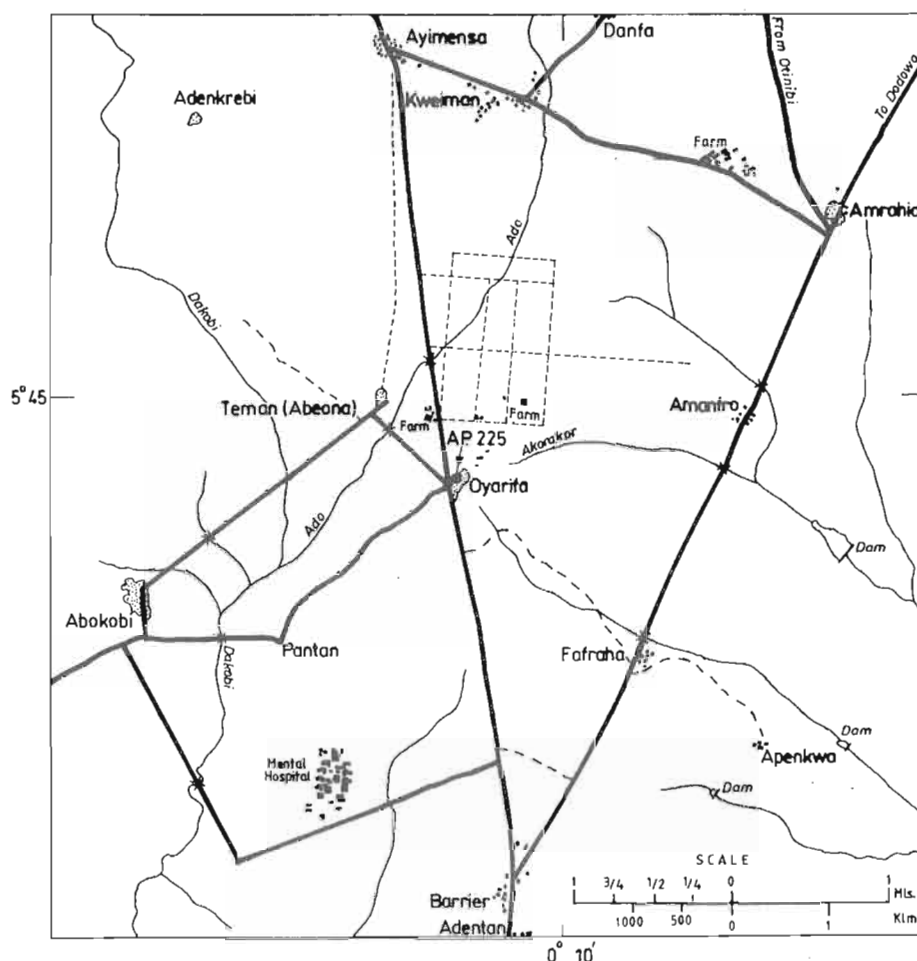 Ayimensa
Danfa
From Otinibi
To Dodowa
Adenkrebi
Kweiman
Farm
Amrahia
Ado
Dakobi
5° 45
Teman (Abeona)
Farm
Farm
Amantro
AP 225
Akorakor
Oyarifa
Ado
Dam
Abokobi
Pantan
Dakobi
Fafraha
Dam
Apenkwa
Mental
Hospital
Dam
SCALE
1 3/4 1/2 1/4 0 1
Mls.
1000 500 0 1
Klm
Barrier
Adentan
0° 10'